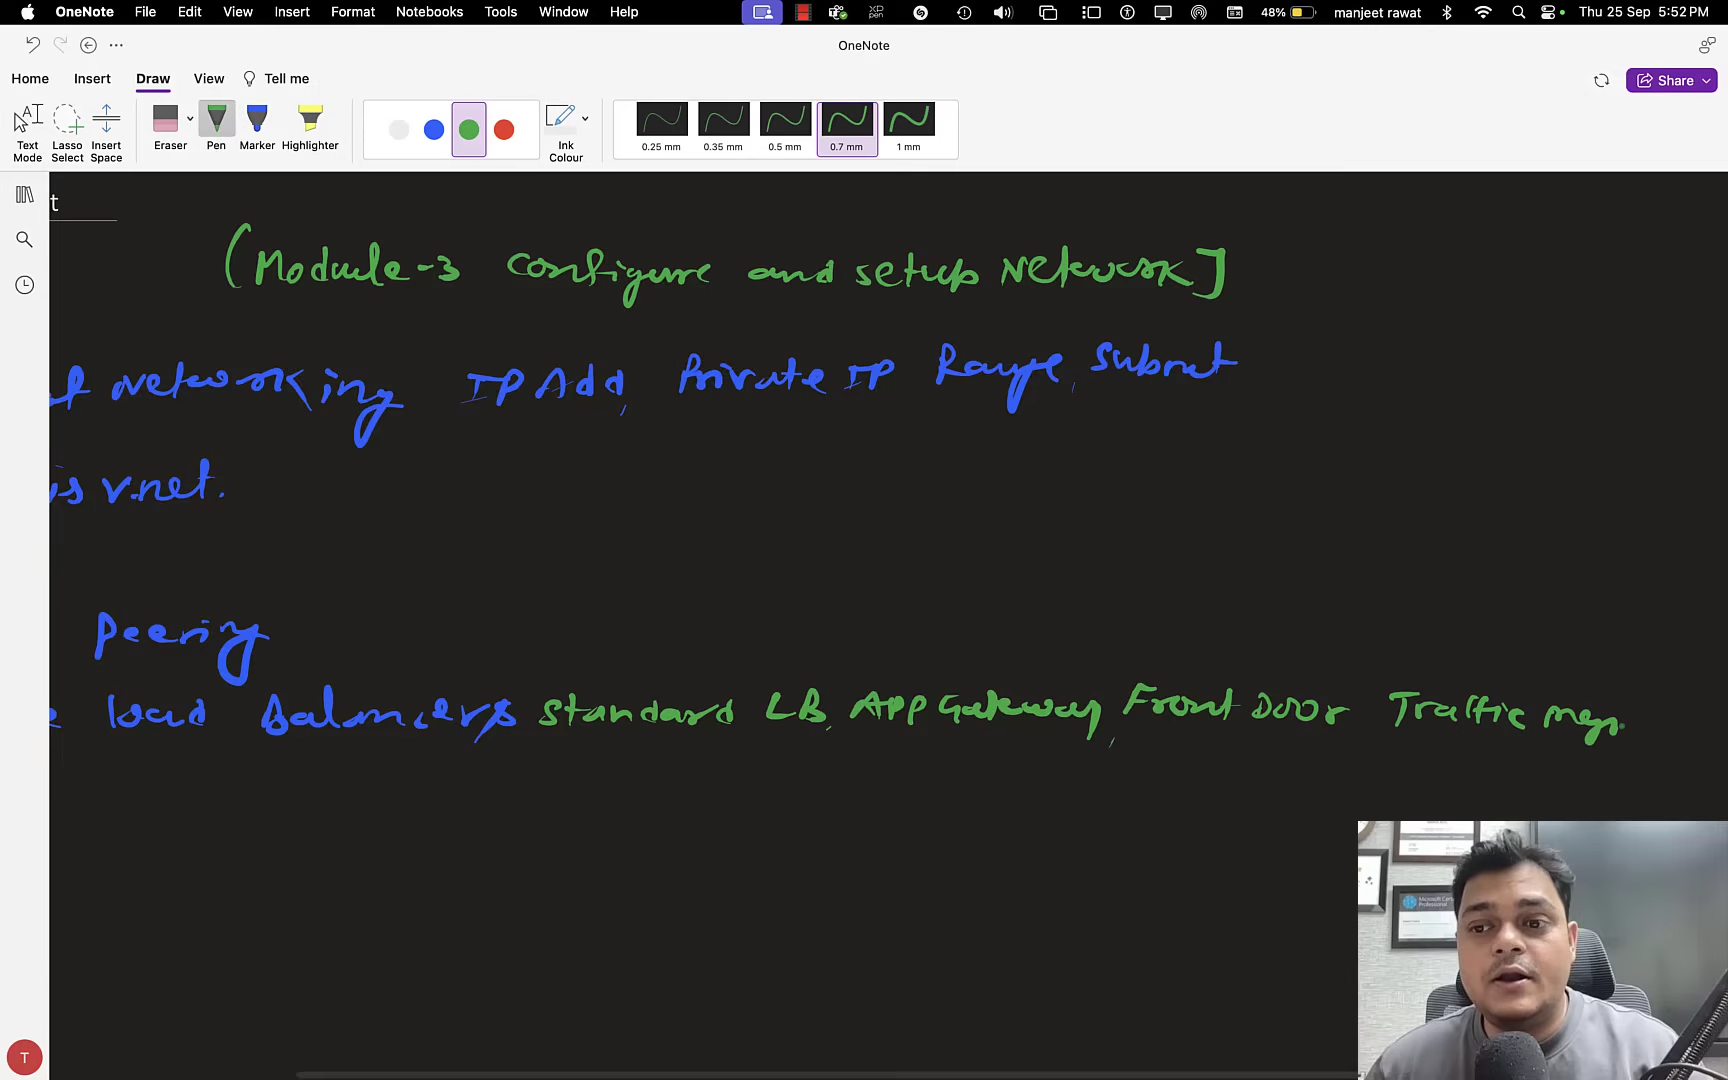 OneNote File Edit View Insert Format Notebooks Tools Window Help 48% manjeet rawat Thu 25 Sep 5:52 PM
OneNote
Home Insert Draw View Tell me Share
Text Mode Lasso Select Insert Space Eraser Pen Marker Highlighter Ink Colour 0.25 mm 0.35 mm 0.5 mm 0.7 mm 1 mm
t
(Module-3 Configure and setup Network]
of Networking IP Add, Private IP Range, Subnet
is v.net.
Peering
e load Balancers Standard LB, APP Gateway, Front Door Traffic mgr.
Microsoft
Professional
T